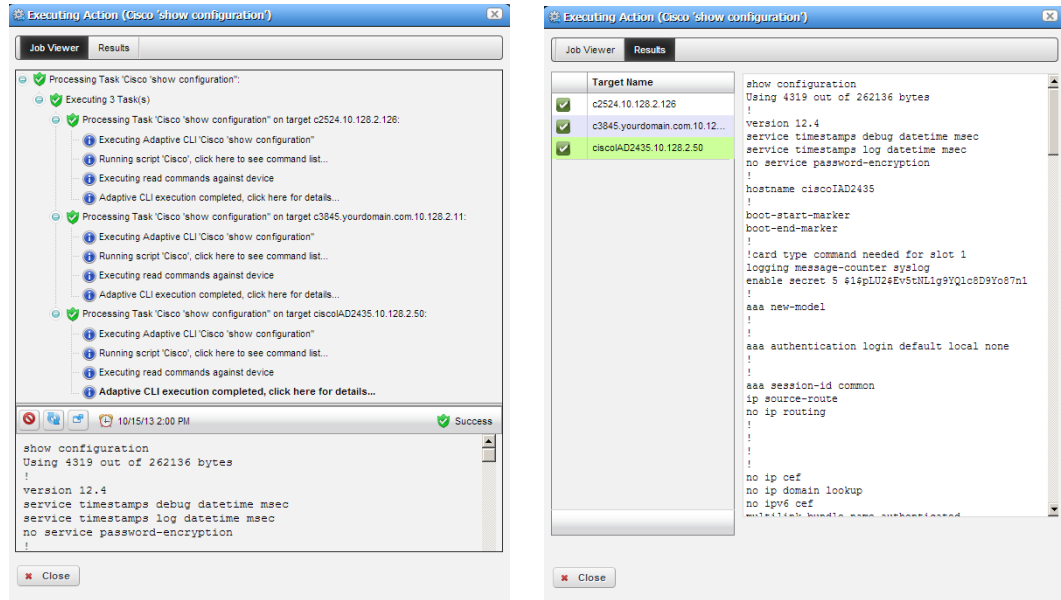 Executing Action (Cisco 'show configuration')
Job Viewer
Results
Processing Task 'Cisco 'show configuration'':
Executing 3 Task(s)
Processing Task 'Cisco 'show configuration'' on target c2524.10.128.2.126:
Executing Adaptive CLI 'Cisco 'show configuration''
Running script 'Cisco', click here to see command list...
Executing read commands against device
Adaptive CLI execution completed, click here for details...
Processing Task 'Cisco 'show configuration'' on target c3845.yourdomain.com.10.128.2.11:
Executing Adaptive CLI 'Cisco 'show configuration''
Running script 'Cisco', click here to see command list...
Executing read commands against device
Adaptive CLI execution completed, click here for details...
Processing Task 'Cisco 'show configuration'' on target ciscoIAD2435.10.128.2.50:
Executing Adaptive CLI 'Cisco 'show configuration''
Running script 'Cisco', click here to see command list...
Executing read commands against device
Adaptive CLI execution completed, click here for details...
10/15/13 2:00 PM
Success
show configuration
Using 4319 out of 262136 bytes
!
version 12.4
service timestamps debug datetime msec
service timestamps log datetime msec
no service password-encryption
!
Close
Executing Action (Cisco 'show configuration')
Job Viewer
Results
Target Name
c2524.10.128.2.126
c3845.yourdomain.com.10.12...
ciscoIAD2435.10.128.2.50
show configuration
Using 4319 out of 262136 bytes
!
version 12.4
service timestamps debug datetime msec
service timestamps log datetime msec
no service password-encryption
!
hostname ciscoIAD2435
!
boot-start-marker
boot-end-marker
!
!card type command needed for slot 1
logging message-counter syslog
enable secret 5 $1$pLU2$Ev5tNL1g9YQ1c8D9Yo87n1
!
aaa new-model
!
!
aaa authentication login default local none
!
!
aaa session-id common
ip source-route
no ip routing
!
!
!
!
no ip cef
no ip domain lookup
no ipv6 cef
multilink bundle-name authenticated
Close